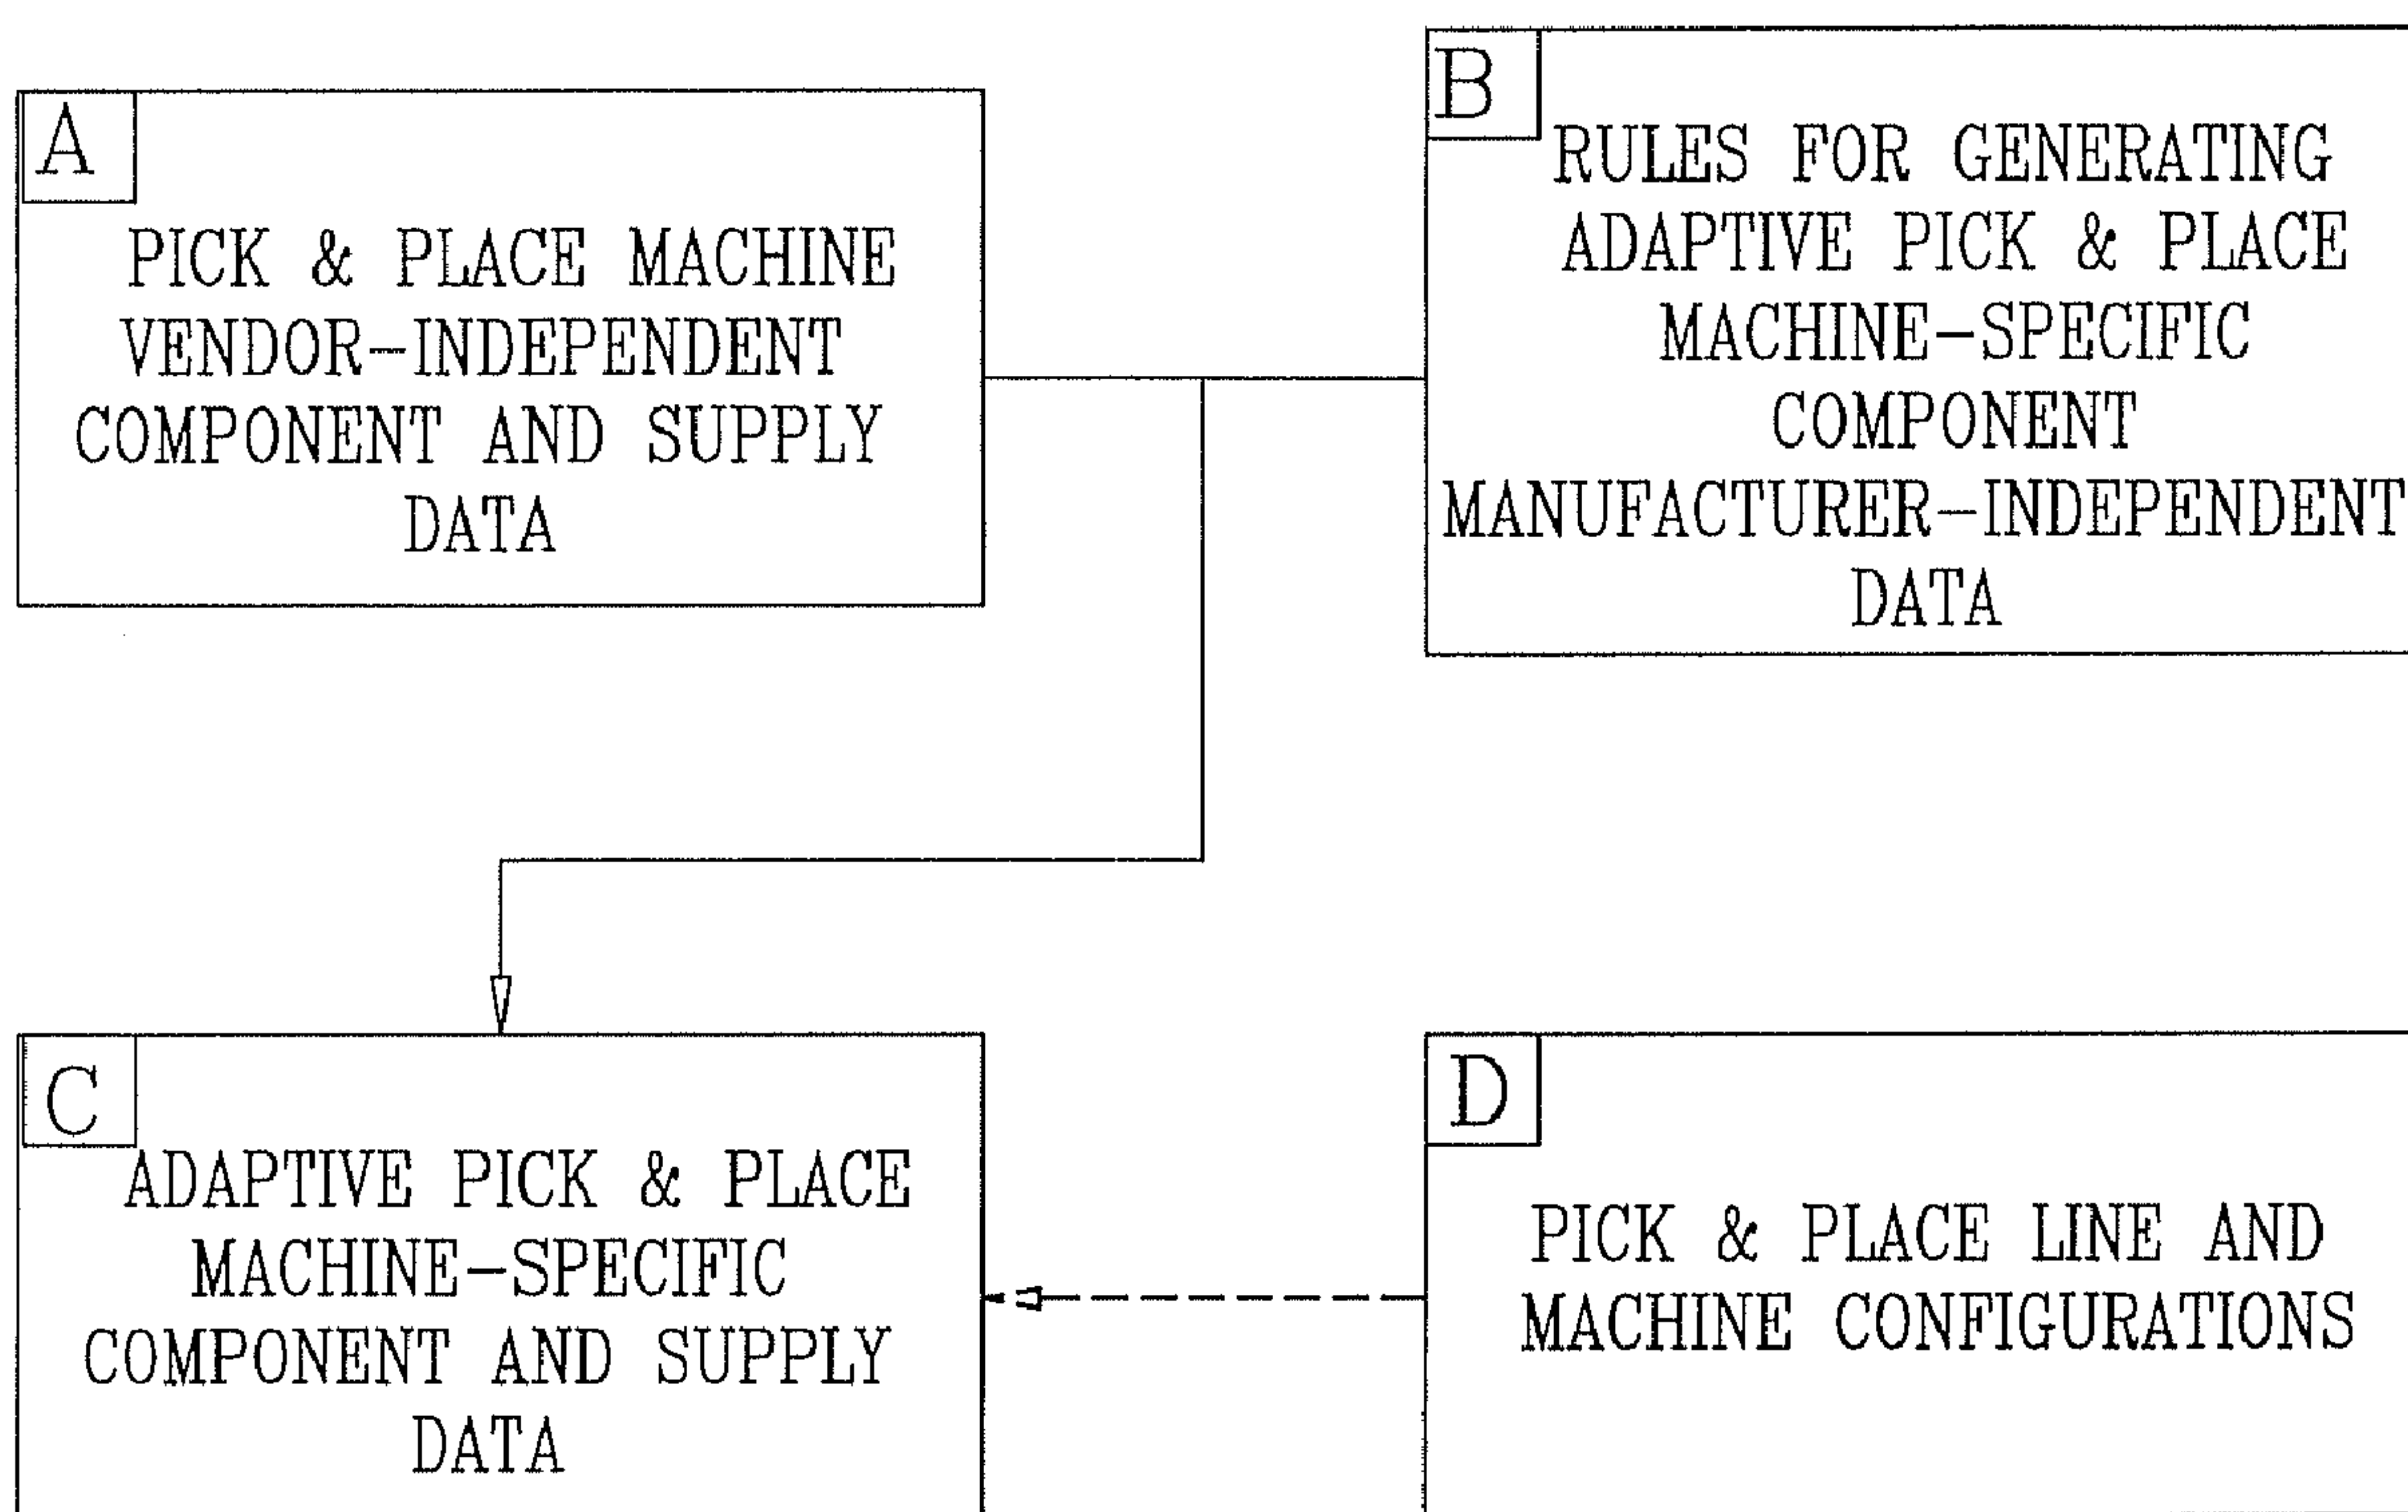 A
PICK & PLACE MACHINE
VENDOR-INDEPENDENT
COMPONENT AND SUPPLY
DATA
B
RULES FOR GENERATING
ADAPTIVE PICK & PLACE
MACHINE-SPECIFIC
COMPONENT
MANUFACTURER-INDEPENDENT
DATA
C
ADAPTIVE PICK & PLACE
MACHINE-SPECIFIC
COMPONENT AND SUPPLY
DATA
D
PICK & PLACE LINE AND
MACHINE CONFIGURATIONS